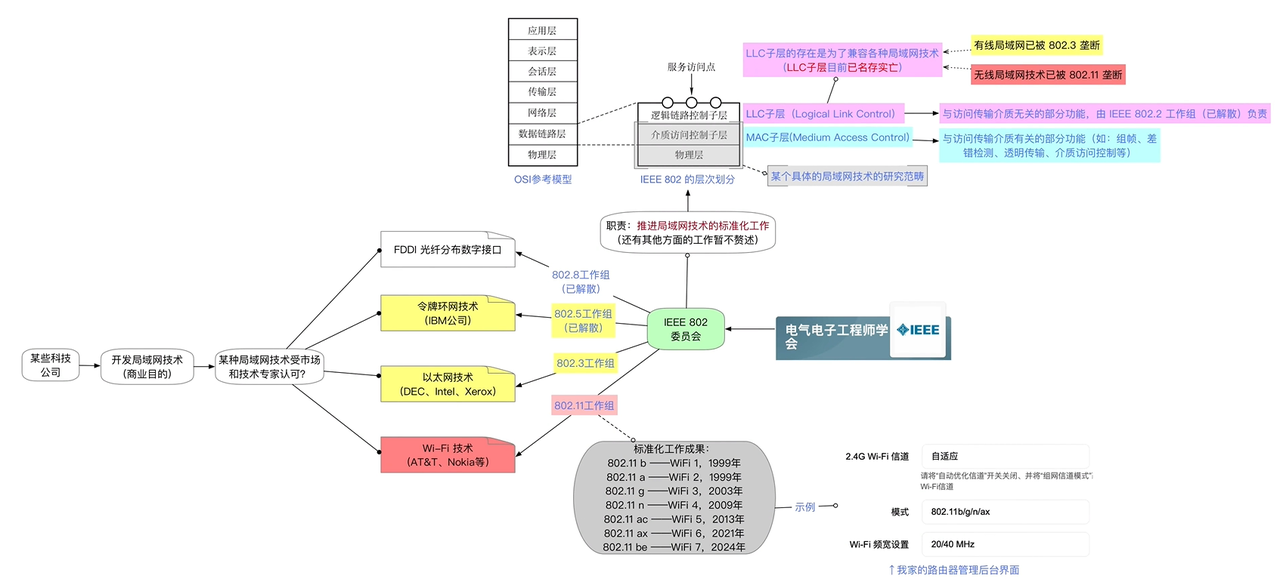 应用层
表示层
会话层
传输层
网络层
数据链路层
物理层
OSI参考模型
服务访问点
逻辑链路控制子层
介质访问控制子层
物理层
IEEE 802 的层次划分
LLC子层的存在是为了兼容各种局域网技术
(LLC子层目前已名存实亡)
有线局域网已被 802.3 垄断
无线局域网技术已被 802.11 垄断
LLC子层（Logical Link Control)
与访问传输介质无关的部分功能，由 IEEE 802.2 工作组（已解散）负责
MAC子层(Medium Access Control)
与访问传输介质有关的部分功能（如：组帧、差
错检测、透明传输、介质访问控制等）
某个具体的局域网技术的研究范畴
职责：推进局域网技术的标准化工作
（还有其他方面的工作暂不赘述）
某些科技
公司
开发局域网技术
（商业目的）
某种局域网技术受市场
和技术专家认可?
FDDI 光纤分布数字接口
令牌环网技术
(IBM公司)
以太网技术
(DEC、Intel、Xerox)
Wi-Fi 技术
(AT&T、Nokia等)
802.8工作组
（已解散）
802.5工作组
（已解散）
802.3工作组
802.11工作组
IEEE 802
委员会
电气电子工程师学
会
IEEE
标准化工作成果：
802.11 b ——WiFi 1，1999年
802.11 a ——WiFi 2，1999年
802.11 g ——WiFi 3，2003年
802.11 n ——WiFi 4，2009年
802.11 ac ——WiFi 5，2013年
802.11 ax ——WiFi 6，2021年
802.11 be ——WiFi 7，2024年
示例
2.4G Wi-Fi 信道
自适应
请将“自动优化信道”开关关闭、并将“组网信道模式”
Wi-Fi信道
模式
802.11b/g/n/ax
Wi-Fi 频宽设置
20/40 MHz
↑我家的路由器管理后台界面